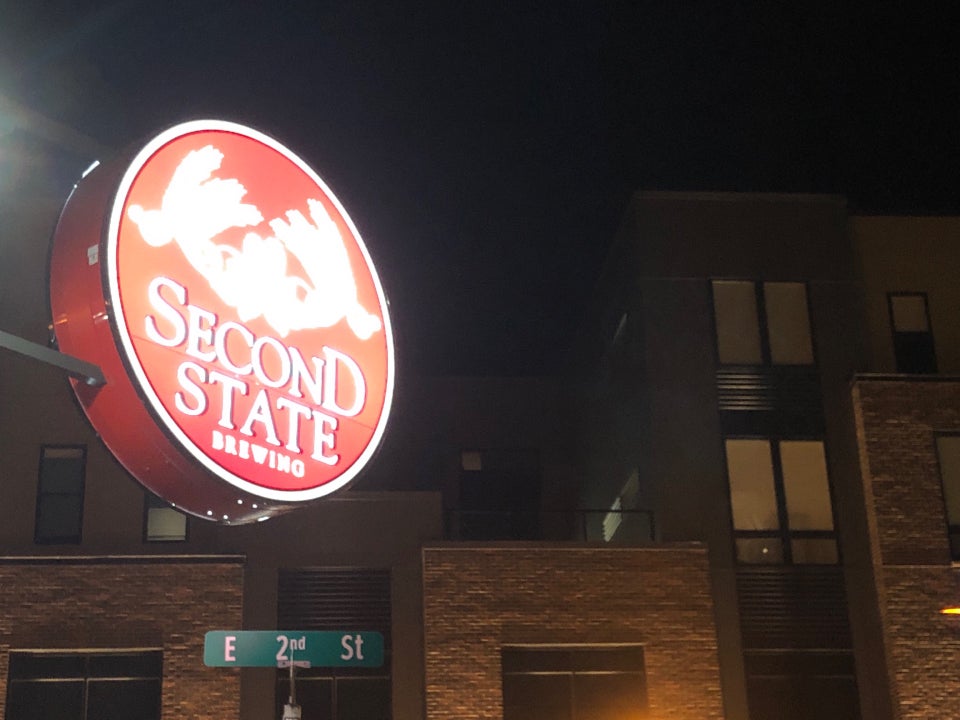 SECOND
STATE
BREWING
E 2nd St